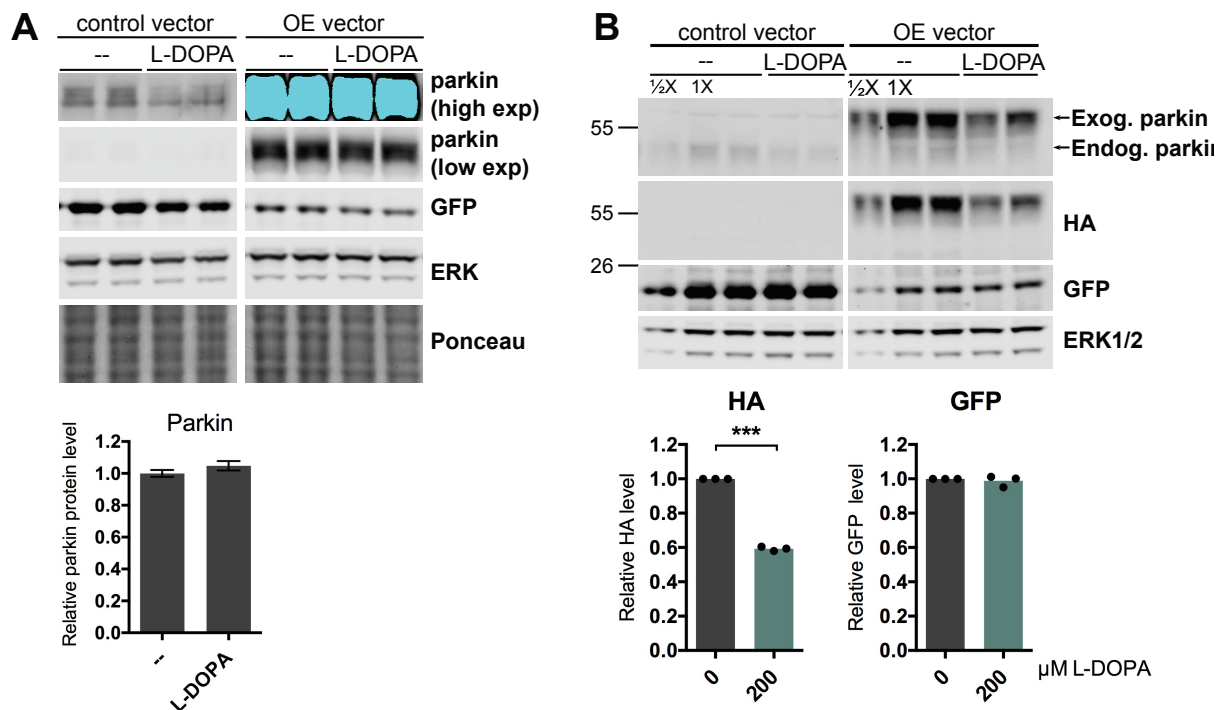 A
control vector
OE vector
--
L-DOPA
--
L-DOPA
parkin
(high exp)
parkin
(low exp)
GFP
ERK
Ponceau
Parkin
Relative parkin protein level
1.2
1.0
0.8
0.6
0.4
0.2
0.0
--
L-DOPA
B
control vector
OE vector
--
L-DOPA
--
L-DOPA
½X
1X
½X
1X
55
←Exog. parkin
←Endog. parkin
55
HA
26
GFP
ERK1/2
HA
Relative HA level
1.2
1.0
0.8
0.6
0.4
0.2
0.0
***
0
200
GFP
Relative GFP level
1.2
1.0
0.8
0.6
0.4
0.2
0.0
0
200
µM L-DOPA